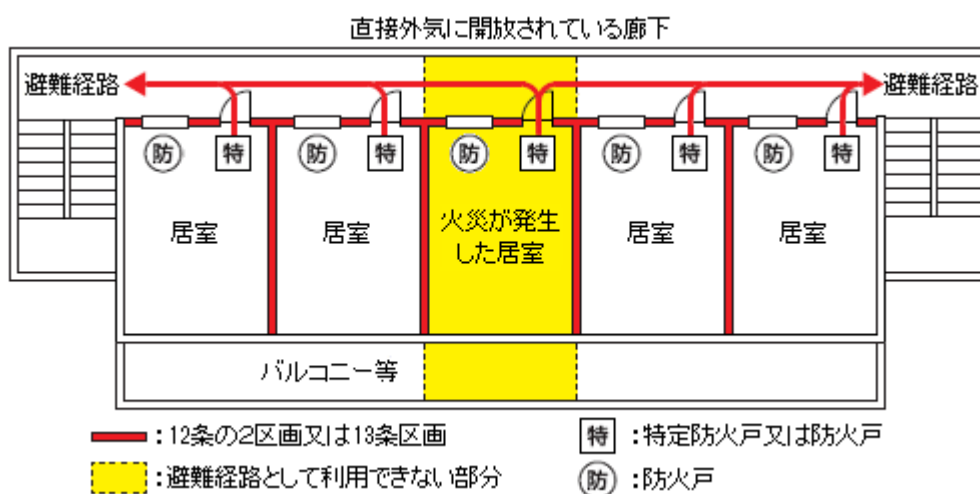 直接外気に開放されている廊下
避難経路
避難経路
防 特 防 特 防 特 防 特 防 特
居室
居室
火災が発生
した居室
居室
居室
バルコニー等
:12条の2区画又は13条区画
特 :特定防火戸又は防火戸
:避難経路として利用できない部分
防 :防火戸